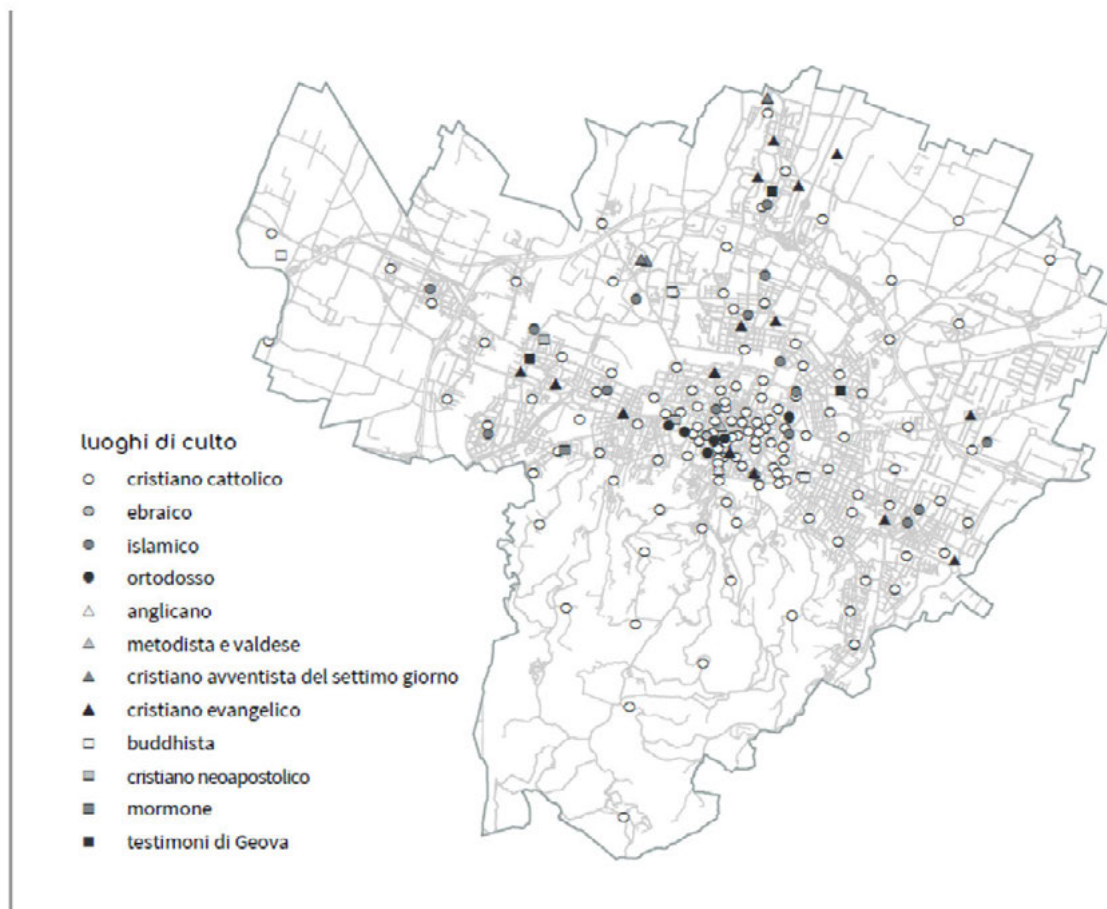 luoghi di culto
cristiano cattolico
ebraico
islamico
ortodosso
anglicano
metodista e valdese
cristiano avventista del settimo giorno
cristiano evangelico
buddhista
cristiano neoapostolico
mormone
testimoni di Geova